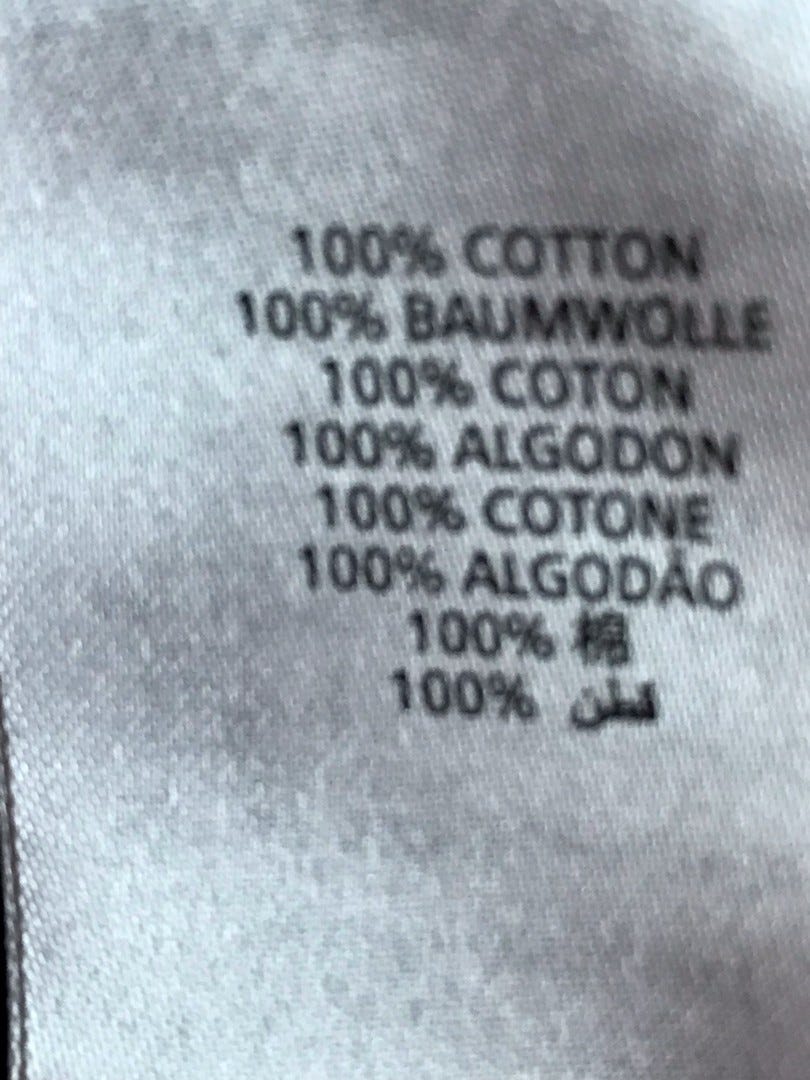 100% COTTON
100% BAUMWOLLE
100% COTON
100% ALGODON
100% COTONE
100% ALGODÃO
100% 棉
100% قطن